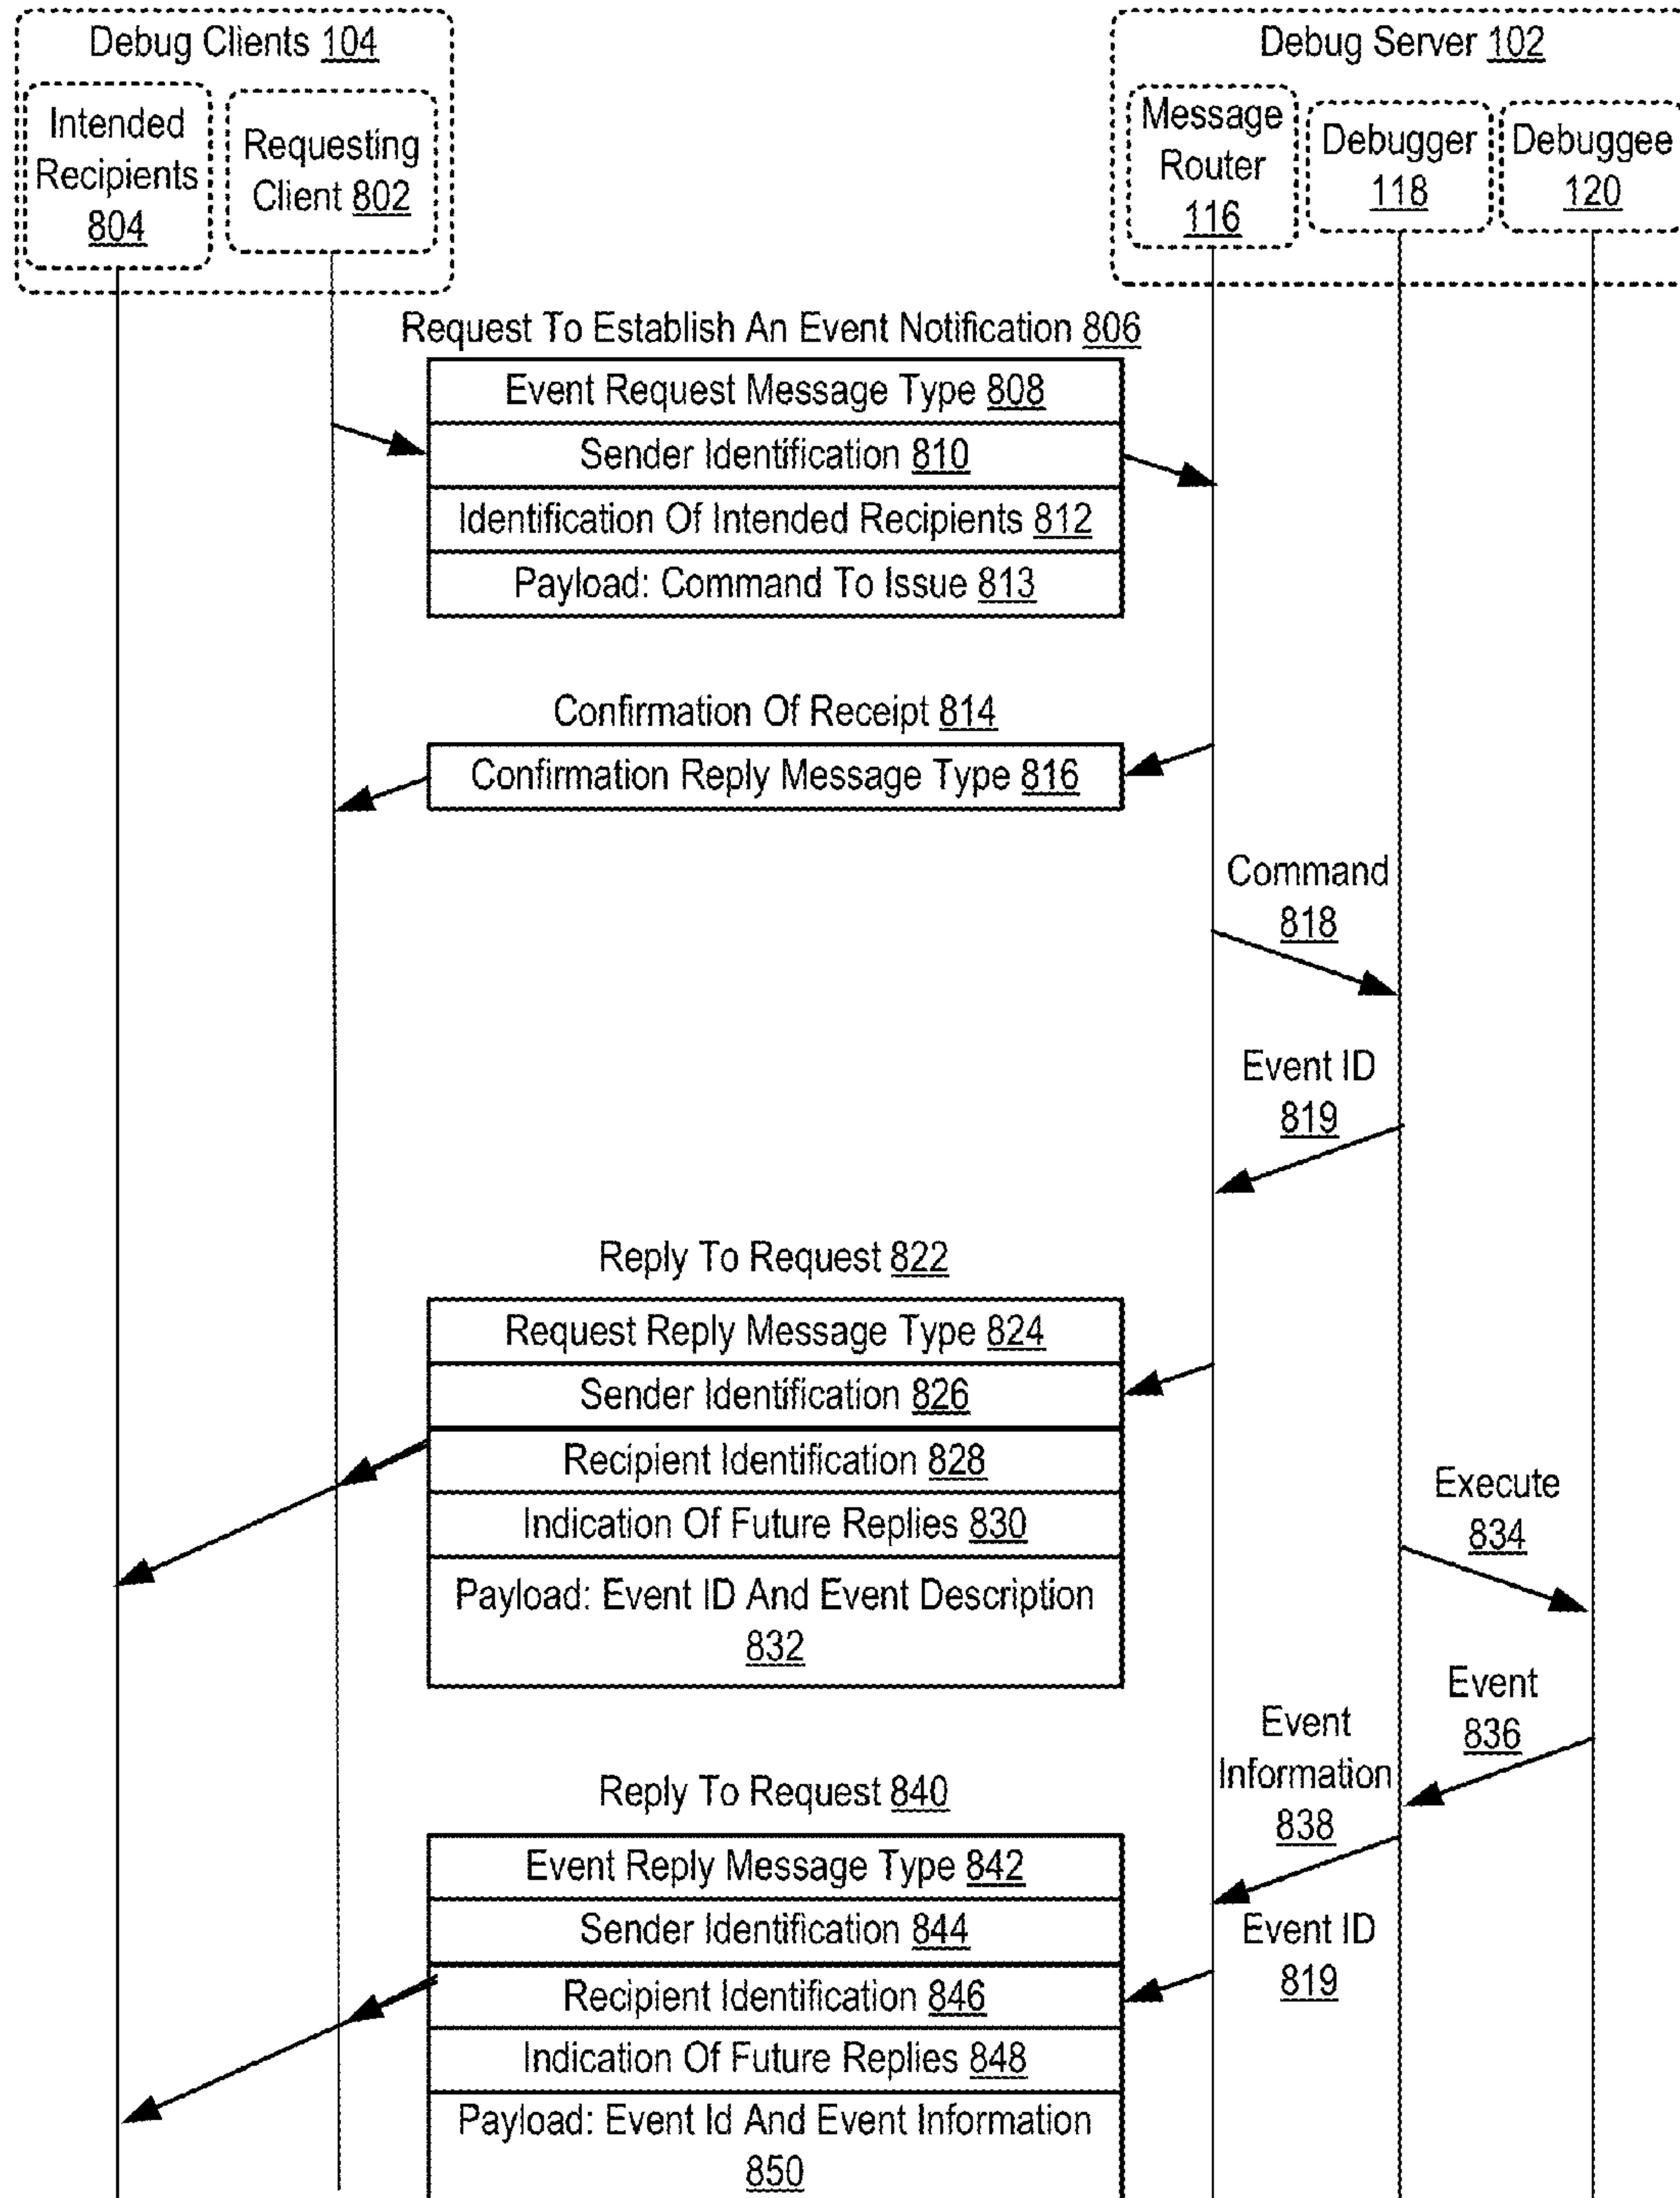 Debug Clients 104
Intended
Recipients
804
Requesting
Client 802
Debug Server 102
Message
Router
116
Debugger
118
Debuggee
120
Request To Establish An Event Notification 806
Event Request Message Type 808
Sender Identification 810
Identification Of Intended Recipients 812
Payload: Command To Issue 813
Confirmation Of Receipt 814
Confirmation Reply Message Type 816
Command
818
Event ID
819
Reply To Request 822
Request Reply Message Type 824
Sender Identification 826
Recipient Identification 828
Indication Of Future Replies 830
Payload: Event ID And Event Description
832
Execute
834
Event
836
Event
Information
838
Event ID
819
Reply To Request 840
Event Reply Message Type 842
Sender Identification 844
Recipient Identification 846
Indication Of Future Replies 848
Payload: Event Id And Event Information
850